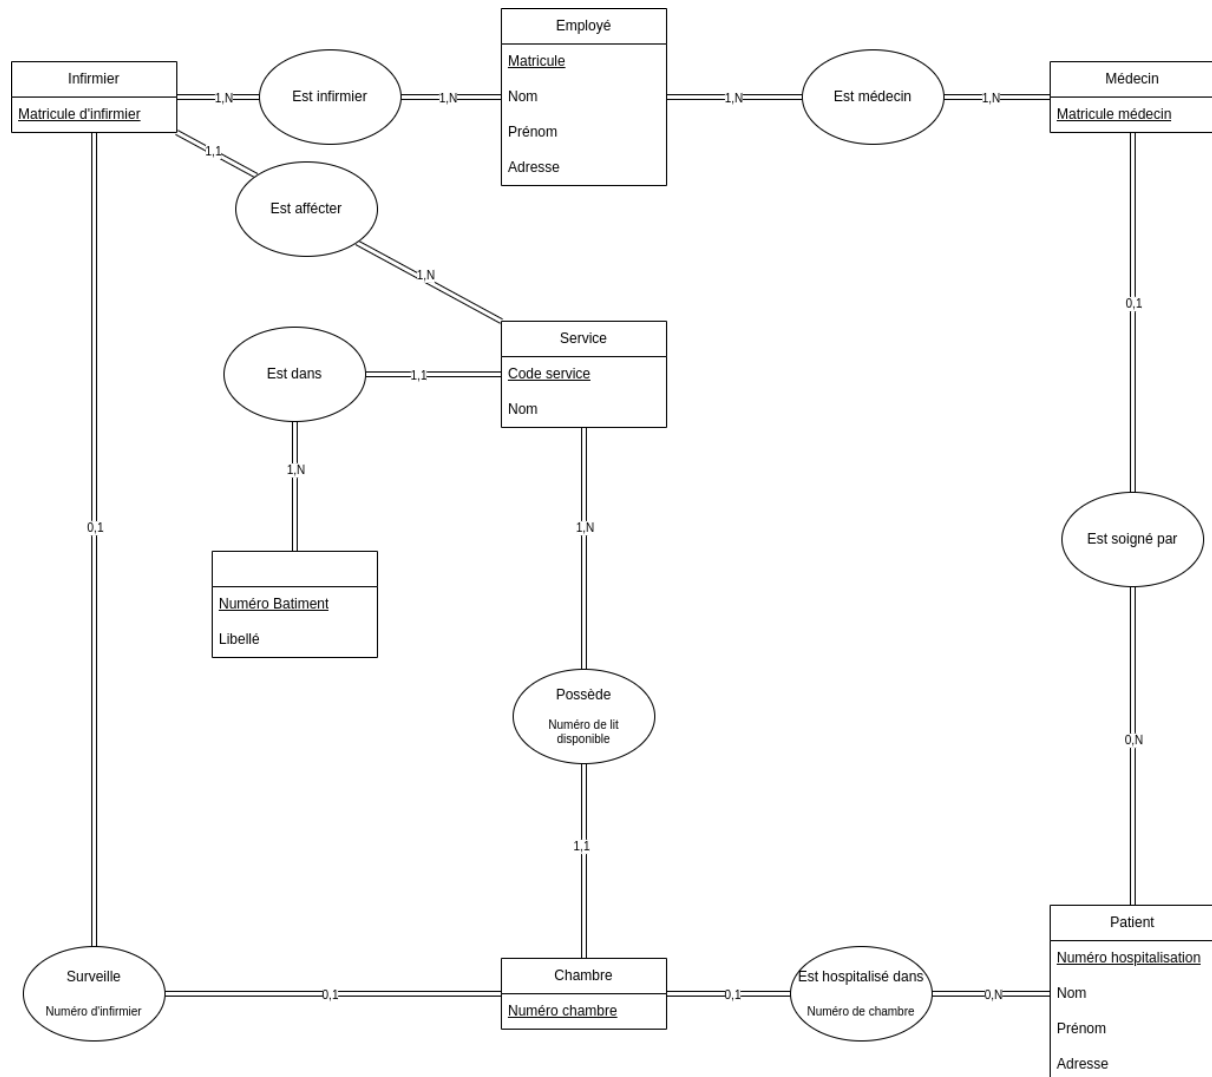 Employé
Matricule
Nom
Prénom
Adresse
Infirmier
Matricule d'infirmier
1,N
Est infirmier
1,N
1,N
Est médecin
1,N
Médecin
Matricule médecin
1,1
Est affécter
1,N
0,1
Service
Code service
Nom
Est dans
1,1
1,N
0,1
1,N
Est soigné par
Numéro Batiment
Libellé
Possède
Numéro de lit
disponible
0,N
1,1
Surveille
Numéro d'infirmier
0,1
Chambre
Numéro chambre
0,1
Est hospitalisé dans
Numéro de chambre
0,N
Patient
Numéro hospitalisation
Nom
Prénom
Adresse